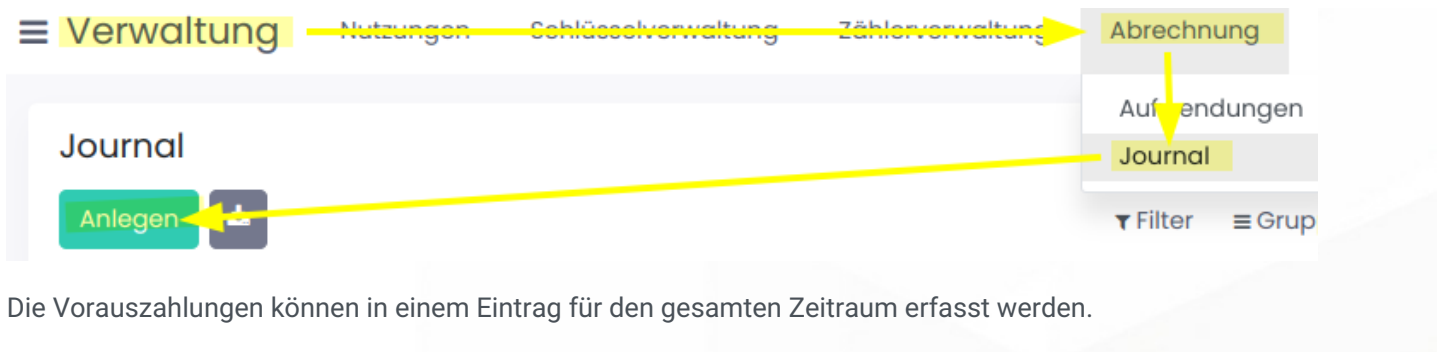 Verwaltung Nutzungen Schlüsselverwaltung Zählerverwaltung Abrechnung
Aufwendungen
Journal
Journal
Anlegen
Filter Grup
Die Vorauszahlungen können in einem Eintrag für den gesamten Zeitraum erfasst werden.